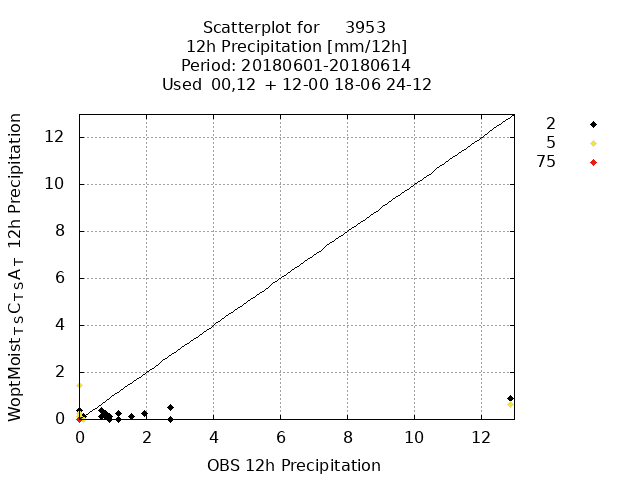 Scatterplot for 3953
12h Precipitation [mm/12h]
Period: 20180601-20180614
Used 00,12 + 12-00 18-06 24-12
2
5
75
WoptMoistTSCTSAT 12h Precipitation
12
10
8
6
4
2
0
0 2 4 6 8 10 12
OBS 12h Precipitation